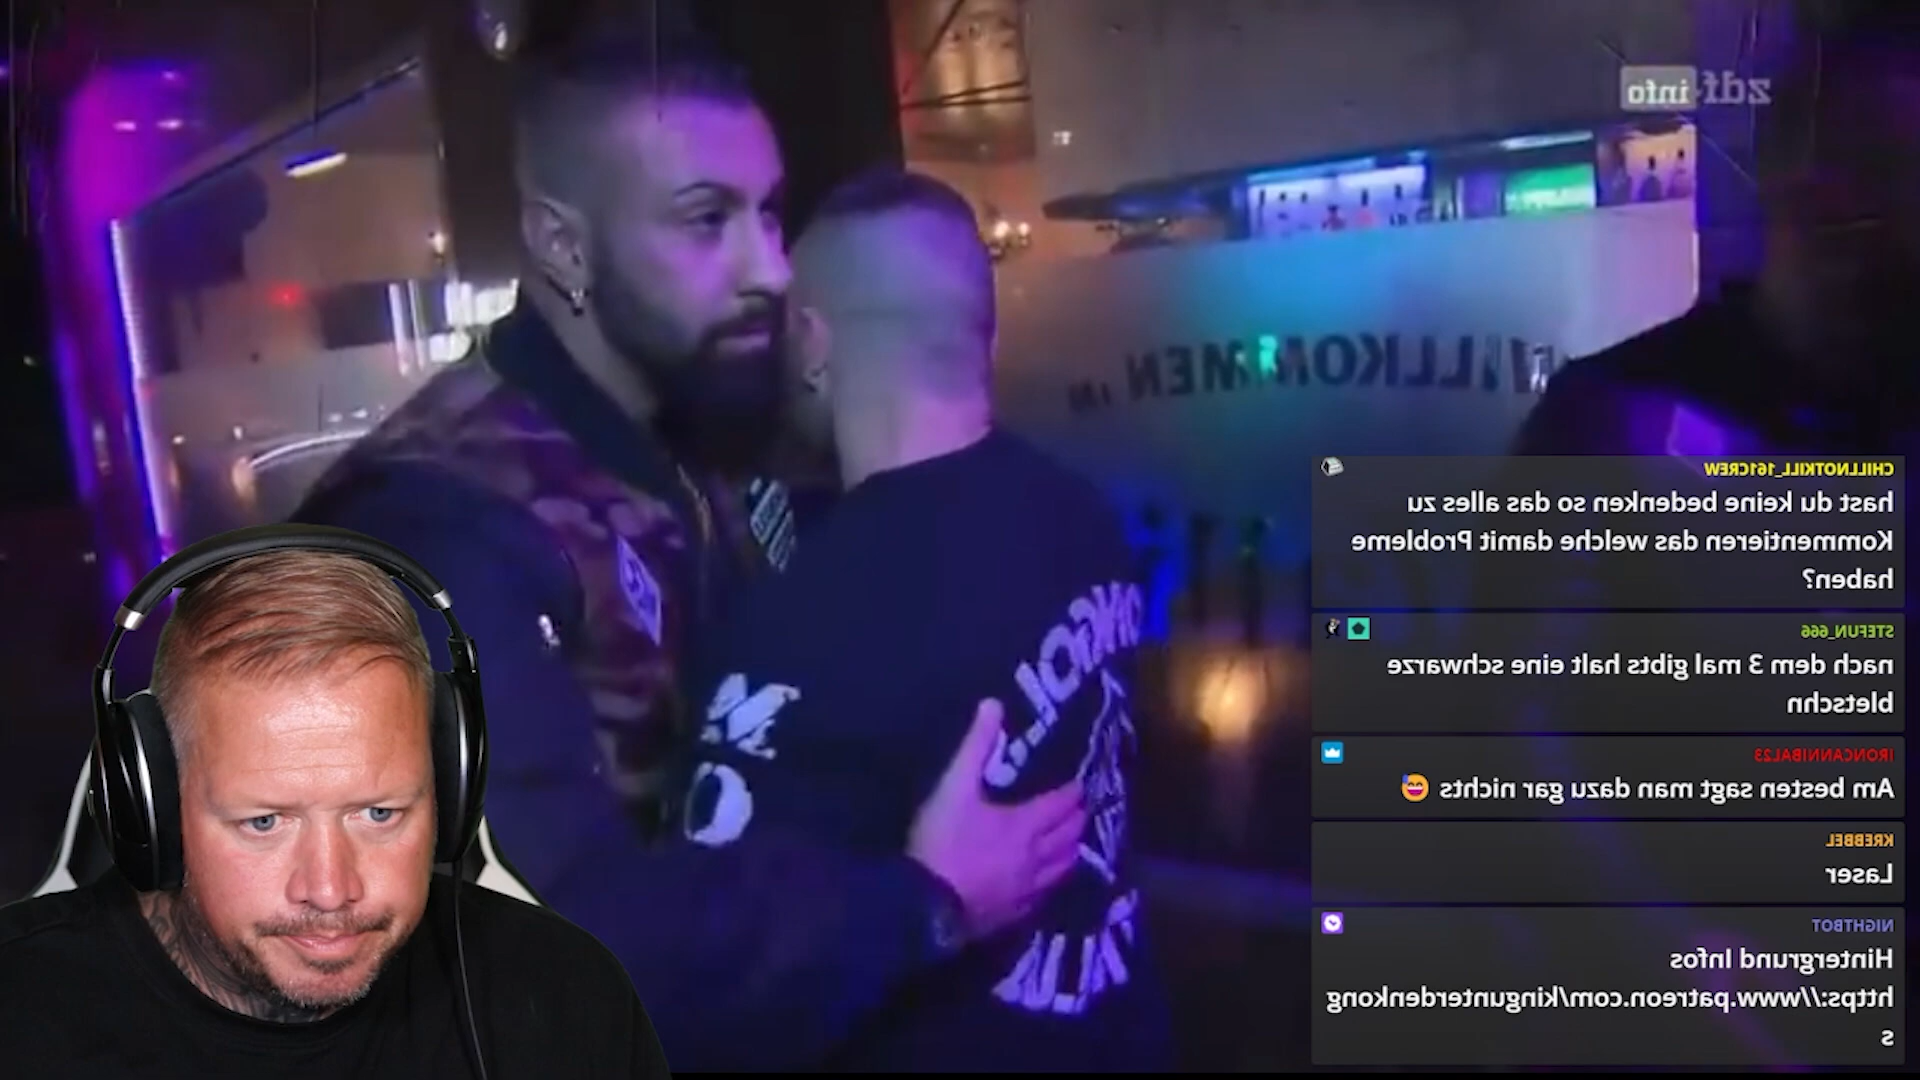 zdf info
WILLKOMMEN IN
CHILLNOTKILL_161CREW
hast du keine bedenken so das alles zu
Kommentieren das welche damit Probleme
haben?
STEFUN_666
nach dem 3 mal gibts halt eine schwarze
bletschn
IRONCANNIBAL23
Am besten sagt man dazu gar nichts 😅
KREBBEL
Laser
NIGHTBOT
Hintergrund Infos
https://www.patreon.com/kingunterdenkong
s